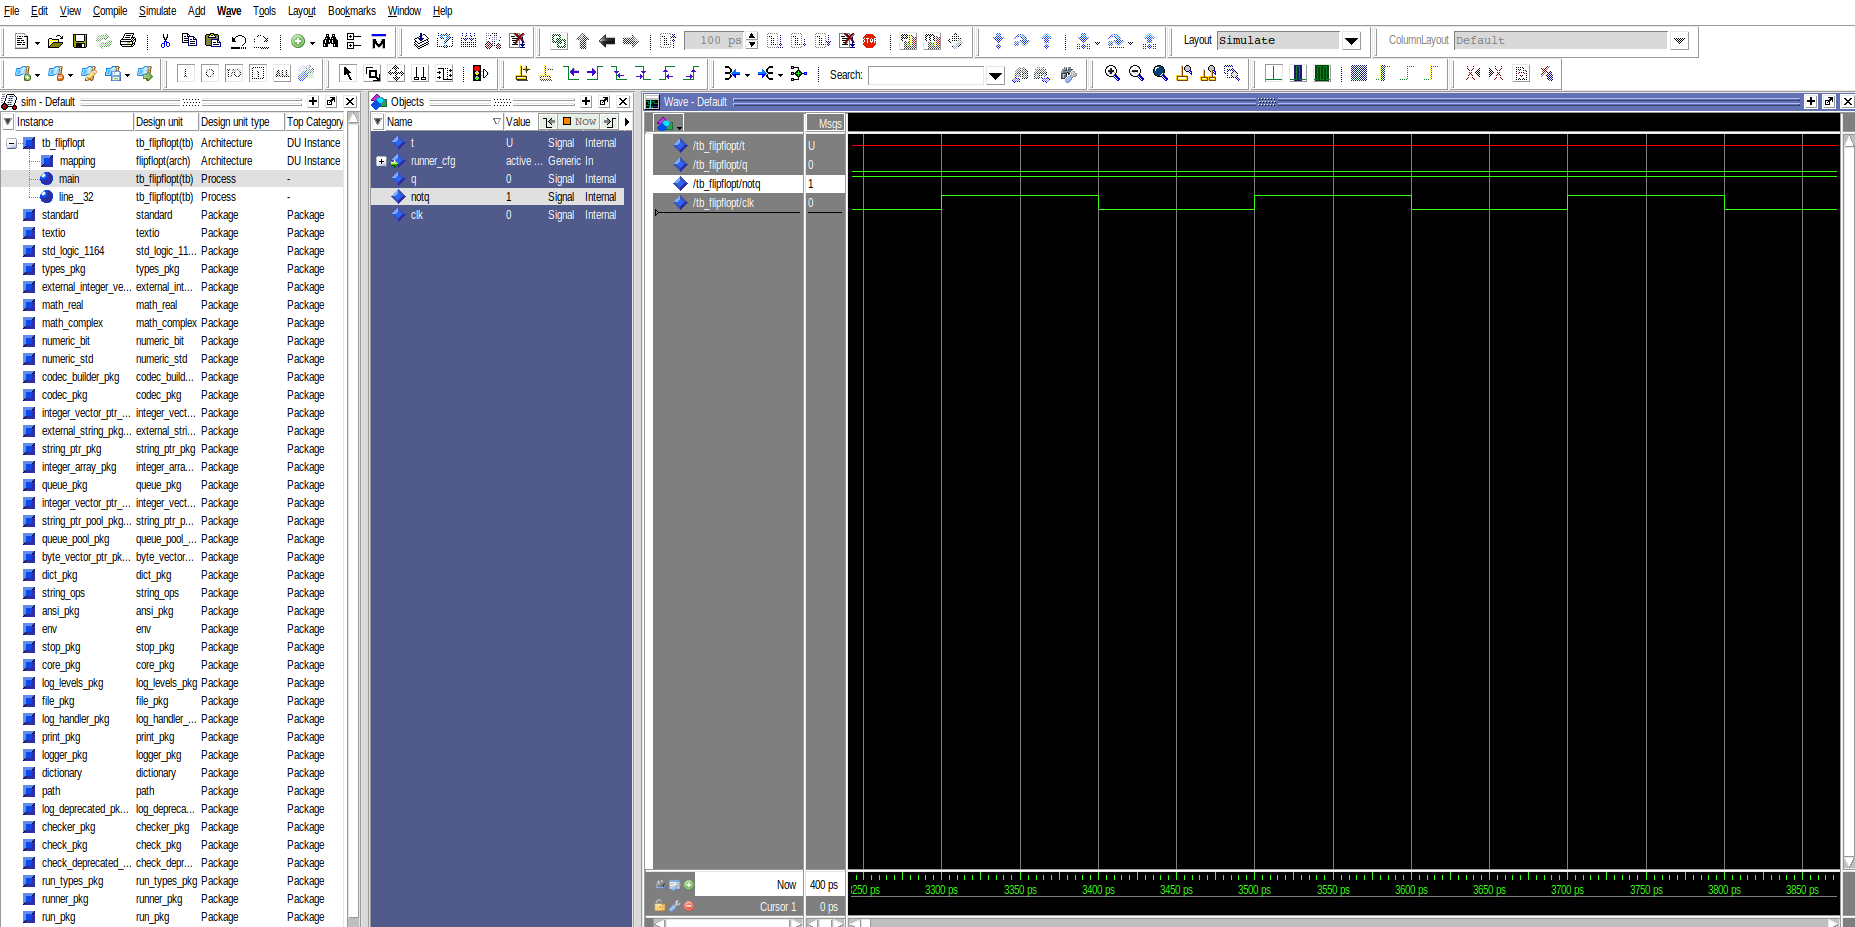 File Edit View Compile Simulate Add Wave Tools Layout Bookmarks Window Help
100 ps Layout Simulate ColumnLayout Default
Search:
sim - Default
Instance Design unit Design unit type Top Category
tb_flipflopt tb_flipflopt(tb) Architecture DU Instance
mapping flipflopt(arch) Architecture DU Instance
main tb_flipflopt(tb) Process -
line__32 tb_flipflopt(tb) Process -
standard standard Package Package
textio textio Package Package
std_logic_1164 std_logic_11... Package Package
types_pkg types_pkg Package Package
external_integer_ve... external_int... Package Package
math_real math_real Package Package
math_complex math_complex Package Package
numeric_bit numeric_bit Package Package
numeric_std numeric_std Package Package
codec_builder_pkg codec_build... Package Package
codec_pkg codec_pkg Package Package
integer_vector_ptr_... integer_vect... Package Package
external_string_pkg... external_stri... Package Package
string_ptr_pkg string_ptr_pkg Package Package
integer_array_pkg integer_arra... Package Package
queue_pkg queue_pkg Package Package
integer_vector_ptr_... integer_vect... Package Package
string_ptr_pool_pkg... string_ptr_p... Package Package
queue_pool_pkg queue_pool_... Package Package
byte_vector_ptr_pk... byte_vector... Package Package
dict_pkg dict_pkg Package Package
string_ops string_ops Package Package
ansi_pkg ansi_pkg Package Package
env env Package Package
stop_pkg stop_pkg Package Package
core_pkg core_pkg Package Package
log_levels_pkg log_levels_pkg Package Package
file_pkg file_pkg Package Package
log_handler_pkg log_handler_... Package Package
print_pkg print_pkg Package Package
logger_pkg logger_pkg Package Package
dictionary dictionary Package Package
path path Package Package
log_deprecated_pk... log_depreca... Package Package
checker_pkg checker_pkg Package Package
check_pkg check_pkg Package Package
check_deprecated_... check_depr... Package Package
run_types_pkg run_types_pkg Package Package
runner_pkg runner_pkg Package Package
run_pkg run_pkg Package Package
Objects
Name Value Now
t U Signal Internal
runner_cfg active ... Generic In
q 0 Signal Internal
notq 1 Signal Internal
clk 0 Signal Internal
Wave - Default
Msgs
/tb_flipflopt/t U
/tb_flipflopt/q 0
/tb_flipflopt/notq 1
/tb_flipflopt/clk 0
Now 400 ps
250 ps 3300 ps 3350 ps 3400 ps 3450 ps 3500 ps 3550 ps 3600 ps 3650 ps 3700 ps 3750 ps 3800 ps 3850 ps
Cursor 1 0 ps